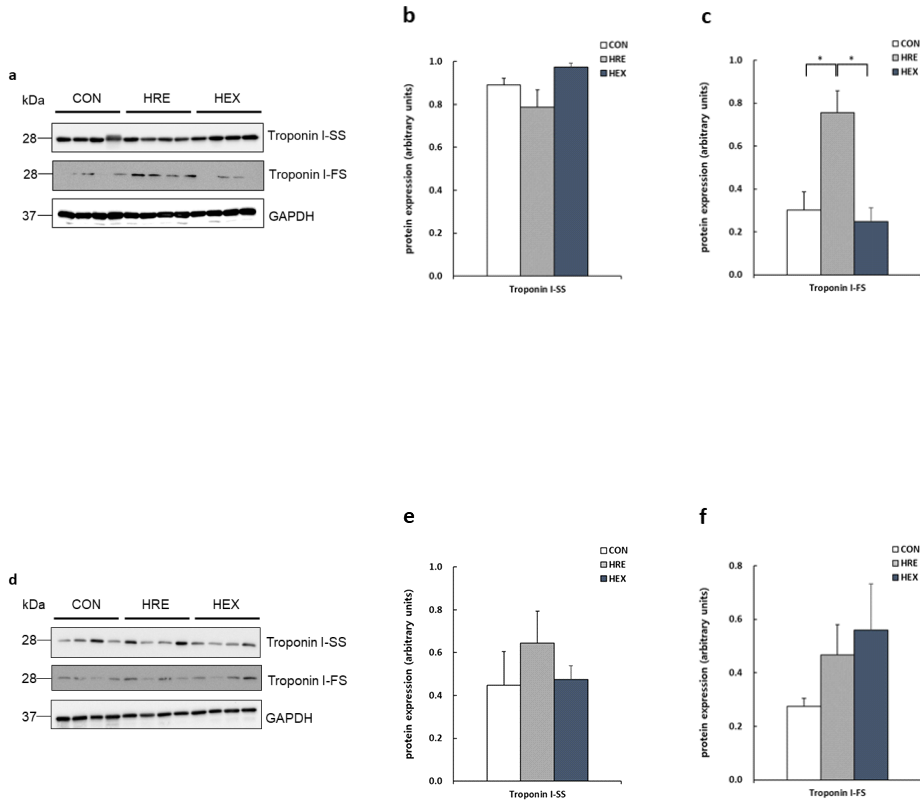 a
kDa
CON HRE HEX
28
Troponin I-SS
28
Troponin I-FS
37
GAPDH
b
CON
HRE
HEX
protein expression (arbitrary units)
1.0
0.8
0.6
0.4
0.2
0.0
Troponin I-SS
c
CON
HRE
HEX
protein expression (arbitrary units)
1.0
0.8
0.6
0.4
0.2
0.0
* *
Troponin I-FS
d
kDa
CON HRE HEX
28
Troponin I-SS
28
Troponin I-FS
37
GAPDH
e
CON
HRE
HEX
protein expression (arbitrary units)
1.0
0.8
0.6
0.4
0.2
0.0
Troponin I-SS
f
CON
HRE
HEX
protein expression (arbitrary units)
0.8
0.6
0.4
0.2
0.0
Troponin I-FS